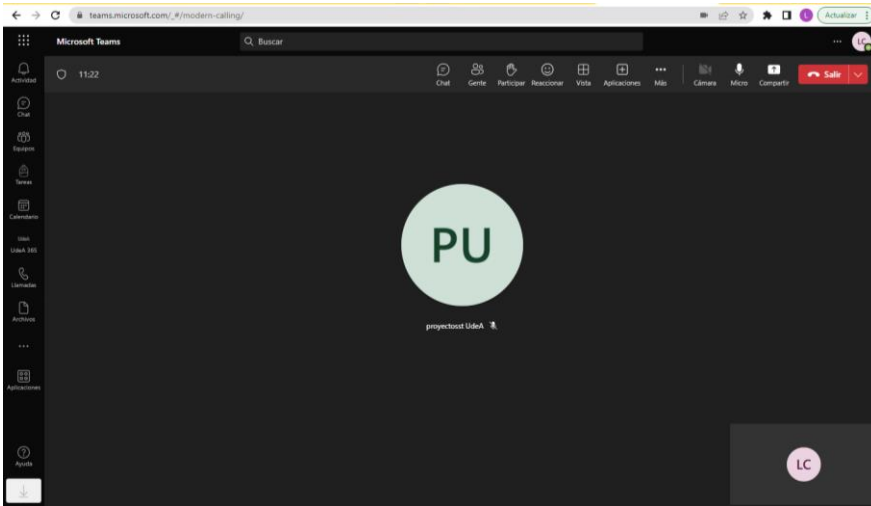 teams.microsoft.com/_#/modern-calling/
L
Actualizar
Microsoft Teams
Buscar
LC
11:22
Chat
Gente
Participar
Reaccionar
Vista
Aplicaciones
Más
Cámara
Micro
Compartir
Salir
Actividad
Chat
Equipos
Tareas
Calendario
UdeA
UdeA 365
Llamadas
Archivos
Aplicaciones
Ayuda
PU
proyectosst UdeA
LC